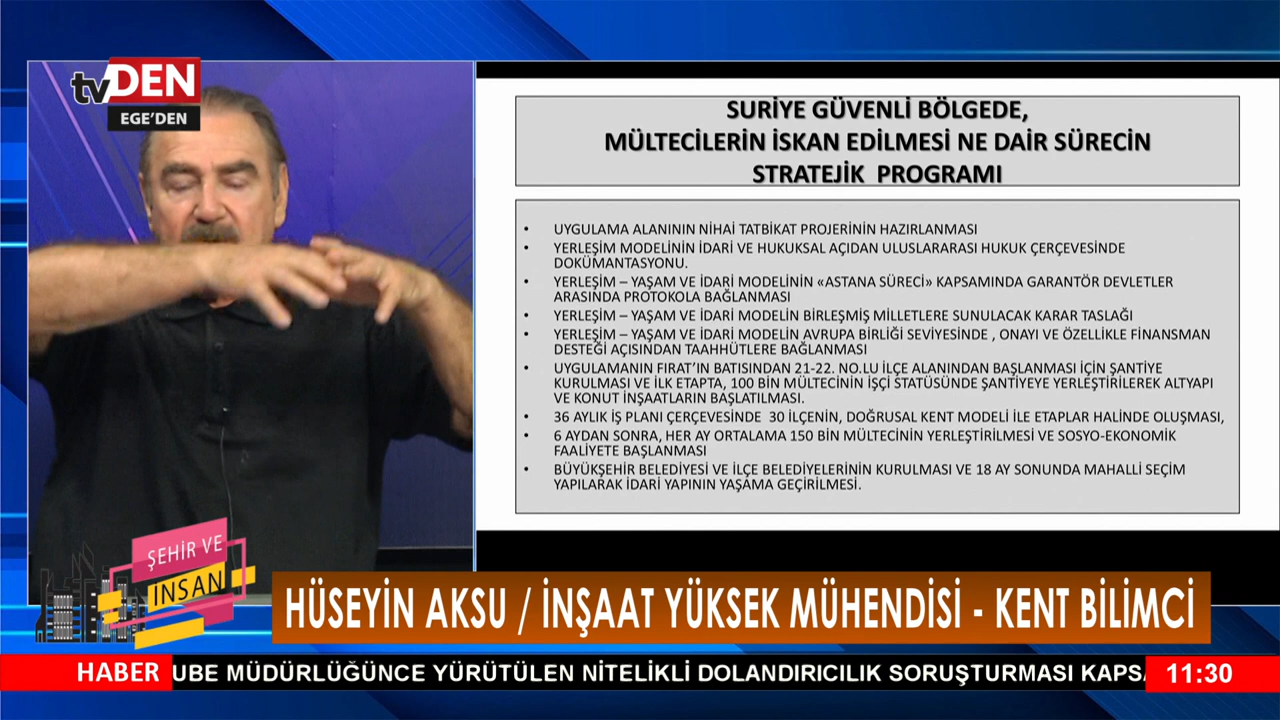 tvDEN
EGE'DEN
SURİYE GÜVENLİ BÖLGEDE,
MÜLTECİLERİN İSKAN EDİLMESİ NE DAİR SÜRECİN
STRATEJİK PROGRAMI
• UYGULAMA ALANININ NİHAİ TATBİKAT PROJERİNİN HAZIRLANMASI
• YERLEŞİM MODELİNİN İDARİ VE HUKUKSAL AÇIDAN ULUSLARARASI HUKUK ÇERÇEVESİNDE
DOKÜMANTASYONU.
• YERLEŞİM – YAŞAM VE İDARİ MODELİNİN «ASTANA SÜRECİ» KAPSAMINDA GARANTÖR DEVLETLER
ARASINDA PROTOKOLA BAĞLANMASI
• YERLEŞİM – YAŞAM VE İDARİ MODELİN BİRLEŞMİŞ MİLLETLERE SUNULACAK KARAR TASLAĞI
• YERLEŞİM – YAŞAM VE İDARİ MODELİN AVRUPA BİRLİĞİ SEVİYESİNDE , ONAYI VE ÖZELLİKLE FİNANSMAN
DESTEĞİ AÇISINDAN TAAHHÜTLERE BAĞLANMASI
• UYGULAMANIN FIRAT'IN BATISINDAN 21-22. NO.LU İLÇE ALANINDAN BAŞLANMASI İÇİN ŞANTİYE
KURULMASI VE İLK ETAPTA, 100 BİN MÜLTECİNİN İŞÇİ STATÜSÜNDE ŞANTİYEYE YERLEŞTİRİLEREK ALTYAPI
VE KONUT İNŞAATLARIN BAŞLATILMASI.
• 36 AYLIK İŞ PLANI ÇERÇEVESİNDE 30 İLÇENİN, DOĞRUSAL KENT MODELİ İLE ETAPLAR HALİNDE OLUŞMASI,
• 6 AYDAN SONRA, HER AY ORTALAMA 150 BİN MÜLTECİNİN YERLEŞTİRİLMESİ VE SOSYO-EKONOMİK
FAALİYETE BAŞLANMASI
• BÜYÜKŞEHİR BELEDİYESİ VE İLÇE BELEDİYELERİNİN KURULMASI VE 18 AY SONUNDA MAHALLİ SEÇİM
YAPILARAK İDARİ YAPININ YAŞAMA GEÇİRİLMESİ.
ŞEHİR VE
İNSAN
HÜSEYİN AKSU / İNŞAAT YÜKSEK MÜHENDİSİ - KENT BİLİMCİ
HABER UBE MÜDÜRLÜĞÜNCE YÜRÜTÜLEN NİTELİKLİ DOLANDIRICILIK SORUŞTURMASI KAPSA 11:30